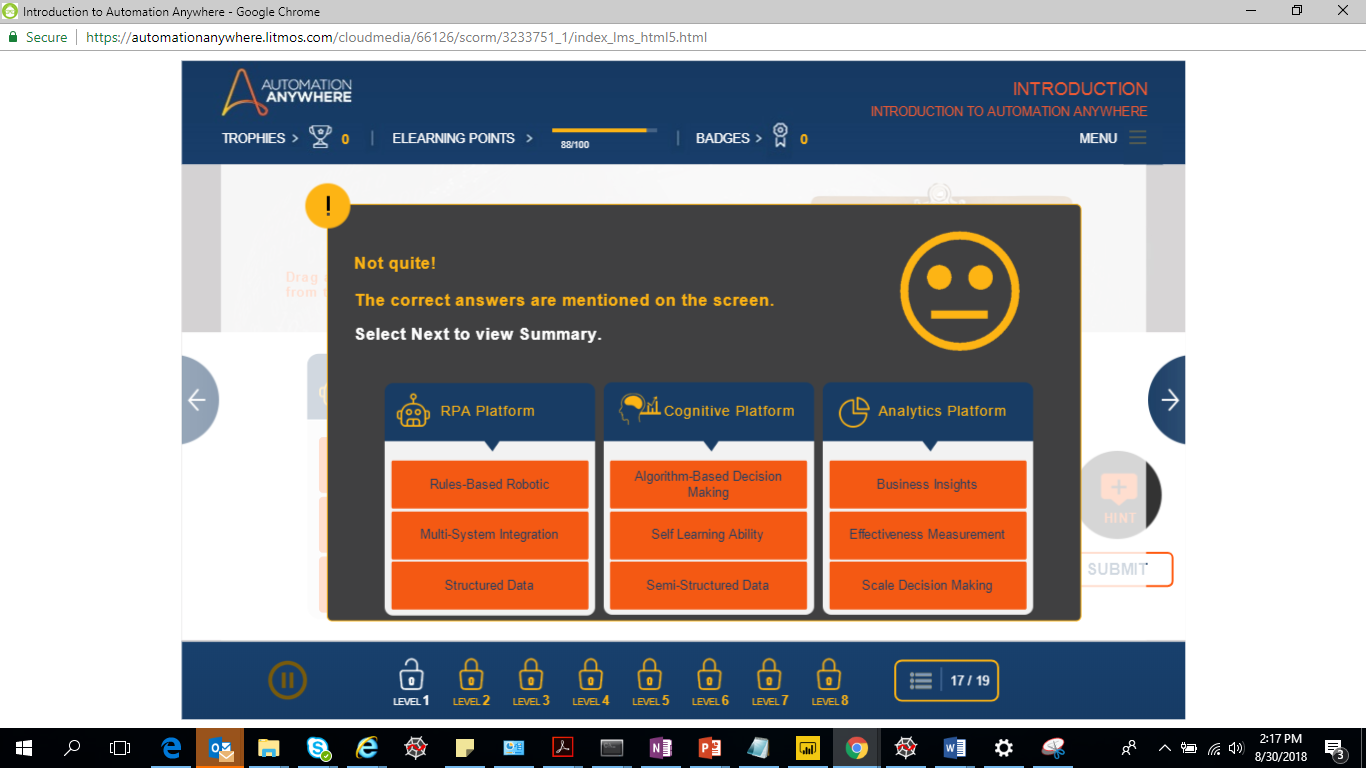 Introduction to Automation Anywhere - Google Chrome
Secure | https://automationanywhere.litmos.com/cloudmedia/66126/scorm/3233751_1/index_lms_html5.html
AUTOMATION
ANYWHERE
INTRODUCTION
INTRODUCTION TO AUTOMATION ANYWHERE
TROPHIES > 0 | ELEARNING POINTS > 88/100 | BADGES > 0 MENU
!
Drag
from
Not quite!
The correct answers are mentioned on the screen.
Select Next to view Summary.
RPA Platform Cognitive Platform Analytics Platform
Rules-Based Robotic
Algorithm-Based Decision
Making
Business Insights
Multi-System Integration Self Learning Ability Effectiveness Measurement
Structured Data Semi-Structured Data Scale Decision Making
HINT
SUBMIT
LEVEL 1 LEVEL 2 LEVEL 3 LEVEL 4 LEVEL 5 LEVEL 6 LEVEL 7 LEVEL 8 17 / 19
2:17 PM
8/30/2018
3